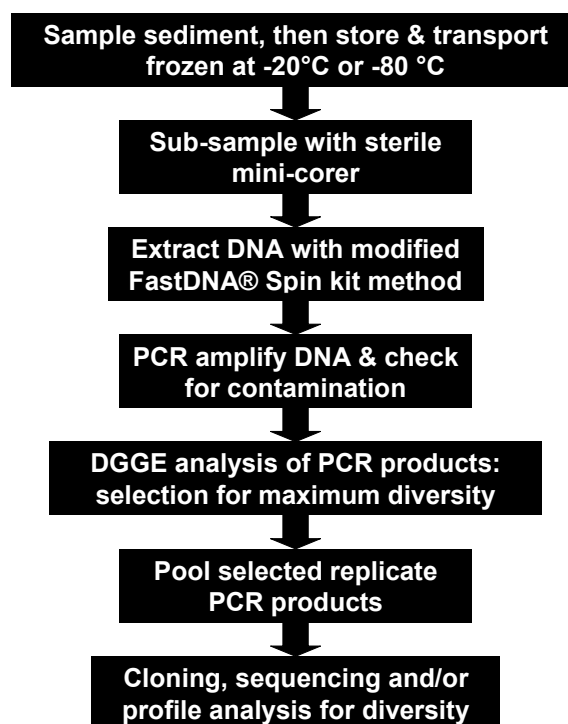 Sample sediment, then store & transport
frozen at -20°C or -80 °C
Sub-sample with sterile
mini-corer
Extract DNA with modified
FastDNA® Spin kit method
PCR amplify DNA & check
for contamination
DGGE analysis of PCR products:
selection for maximum diversity
Pool selected replicate
PCR products
Cloning, sequencing and/or
profile analysis for diversity